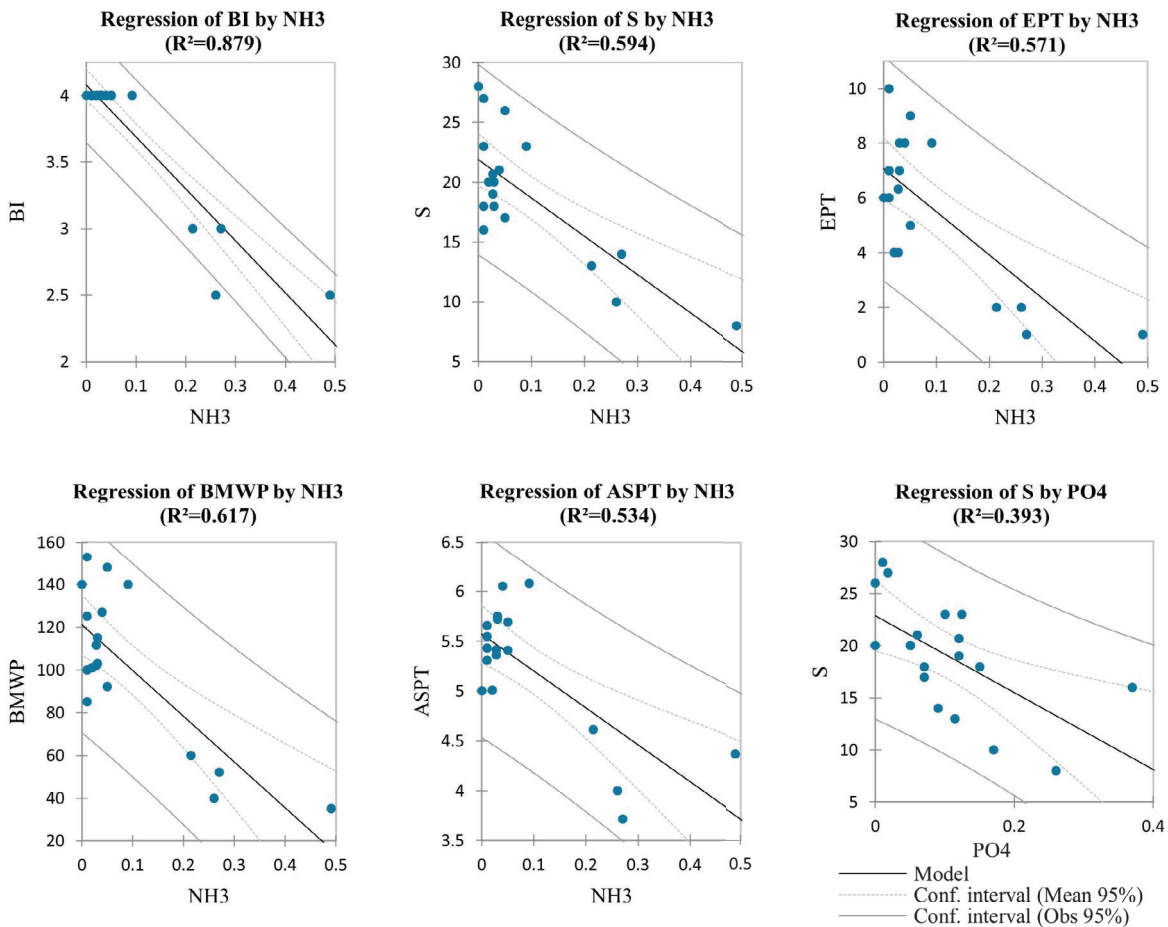 Regression of BI by NH3
(R²=0.879)
4
3.5
3
2.5
2
BI
0 0.1 0.2 0.3 0.4 0.5
NH3
Regression of S by NH3
(R²=0.594)
30
25
20
15
10
5
S
0 0.1 0.2 0.3 0.4 0.5
NH3
Regression of EPT by NH3
(R²=0.571)
10
8
6
4
2
0
EPT
0 0.1 0.2 0.3 0.4 0.5
NH3
Regression of BMWP by NH3
(R²=0.617)
160
140
120
100
80
60
40
20
BMWP
0 0.1 0.2 0.3 0.4 0.5
NH3
Regression of ASPT by NH3
(R²=0.534)
6.5
6
5.5
5
4.5
4
3.5
ASPT
0 0.1 0.2 0.3 0.4 0.5
NH3
Regression of S by PO4
(R²=0.393)
30
25
20
15
10
5
S
0 0.2 0.4
PO4
Model
Conf. interval (Mean 95%)
Conf. interval (Obs 95%)